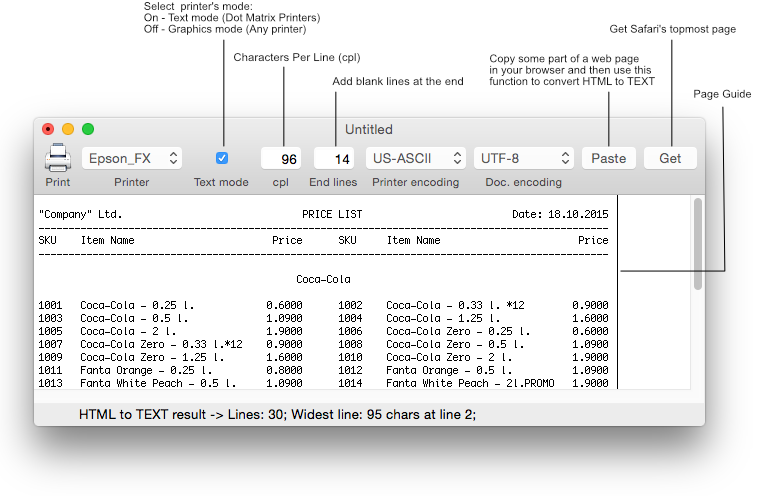 Select  printer's mode:
On - Text mode (Dot Matrix Printers)
Off - Graphics mode (Any printer)
Get Safari's topmost page
Characters Per Line (cpl)
Copy some part of a web page
in your browser and then use this
function to convert HTML to TEXT
Add blank lines at the end
Page Guide
Untitled
Epson_FX 96 14 US-ASCII UTF-8 Paste Get
Print Printer Text mode cpl End lines Printer encoding Doc. encoding
"Company" Ltd. PRICE LIST Date: 18.10.2015
SKU Item Name Price SKU Item Name Price
Coca-Cola
1001 Coca-Cola - 0.25 l. 0.6000 1002 Coca-Cola - 0.33 l. *12 0.9000
1003 Coca-Cola - 0.5 l. 1.0900 1004 Coca-Cola - 1.25 l. 1.6000
1005 Coca-Cola - 2 l. 1.9000 1006 Coca-Cola Zero - 0.25 l. 0.6000
1007 Coca-Cola Zero - 0.33 l.*12 0.9000 1008 Coca-Cola Zero - 0.5 l. 1.0900
1009 Coca-Cola Zero - 1.25 l. 1.6000 1010 Coca-Cola Zero - 2 l. 1.9000
1011 Fanta Orange - 0.25 l. 0.8000 1012 Fanta Orange - 0.5 l. 1.0900
1013 Fanta White Peach - 0.5 l. 1.0900 1014 Fanta White Peach - 2l.PROMO 1.9000
HTML to TEXT result -> Lines: 30; Widest line: 95 chars at line 2;